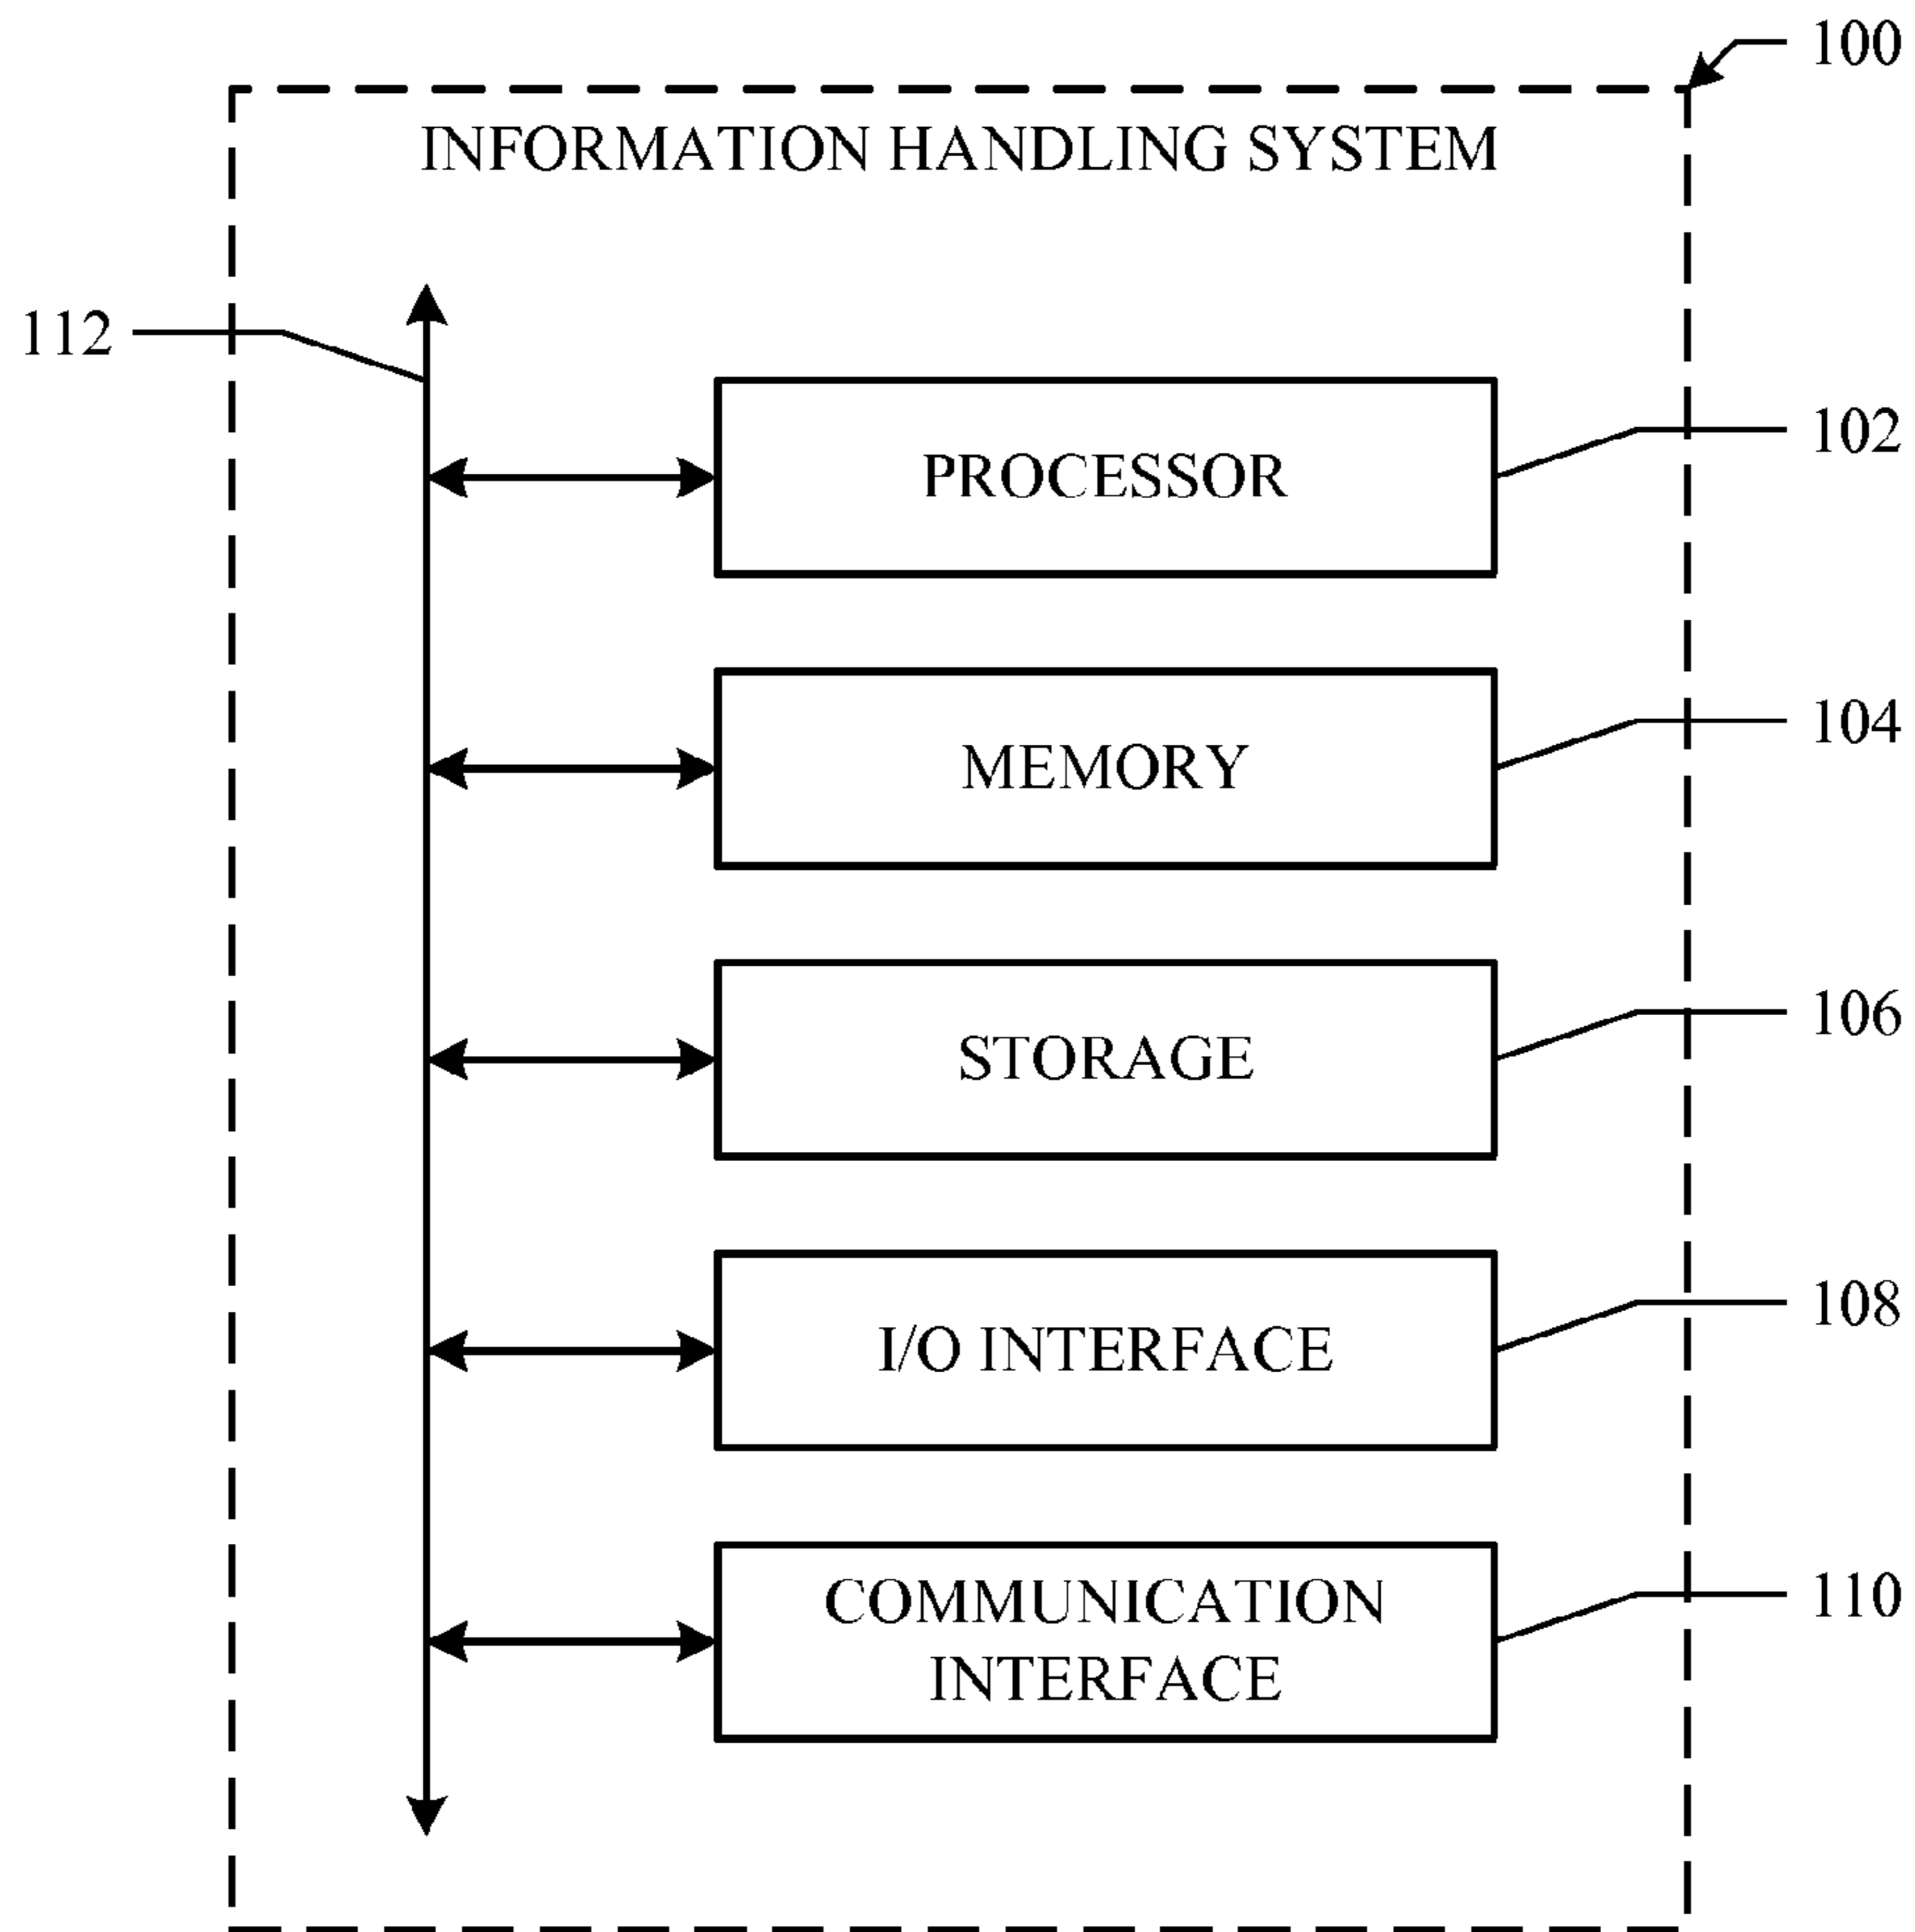 100
INFORMATION HANDLING SYSTEM
112
PROCESSOR
102
MEMORY
104
STORAGE
106
I/O INTERFACE
108
COMMUNICATION
INTERFACE
110